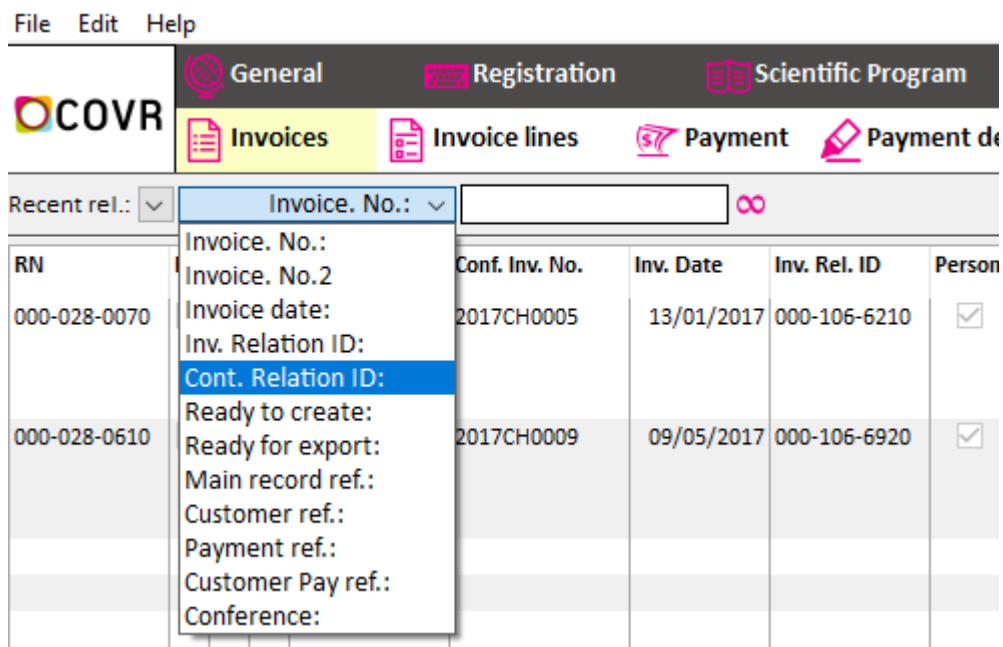 File Edit Help
COVR
General Registration Scientific Program
Invoices Invoice lines Payment Payment de
Recent rel.: Invoice. No.:
RN Conf. Inv. No. Inv. Date Inv. Rel. ID Person
Invoice. No.:
Invoice. No.2
Invoice date:
Inv. Relation ID:
Cont. Relation ID:
Ready to create:
Ready for export:
Main record ref.:
Customer ref.:
Payment ref.:
Customer Pay ref.:
Conference:
000-028-0070 2017CH0005 13/01/2017 000-106-6210
000-028-0610 2017CH0009 09/05/2017 000-106-6920